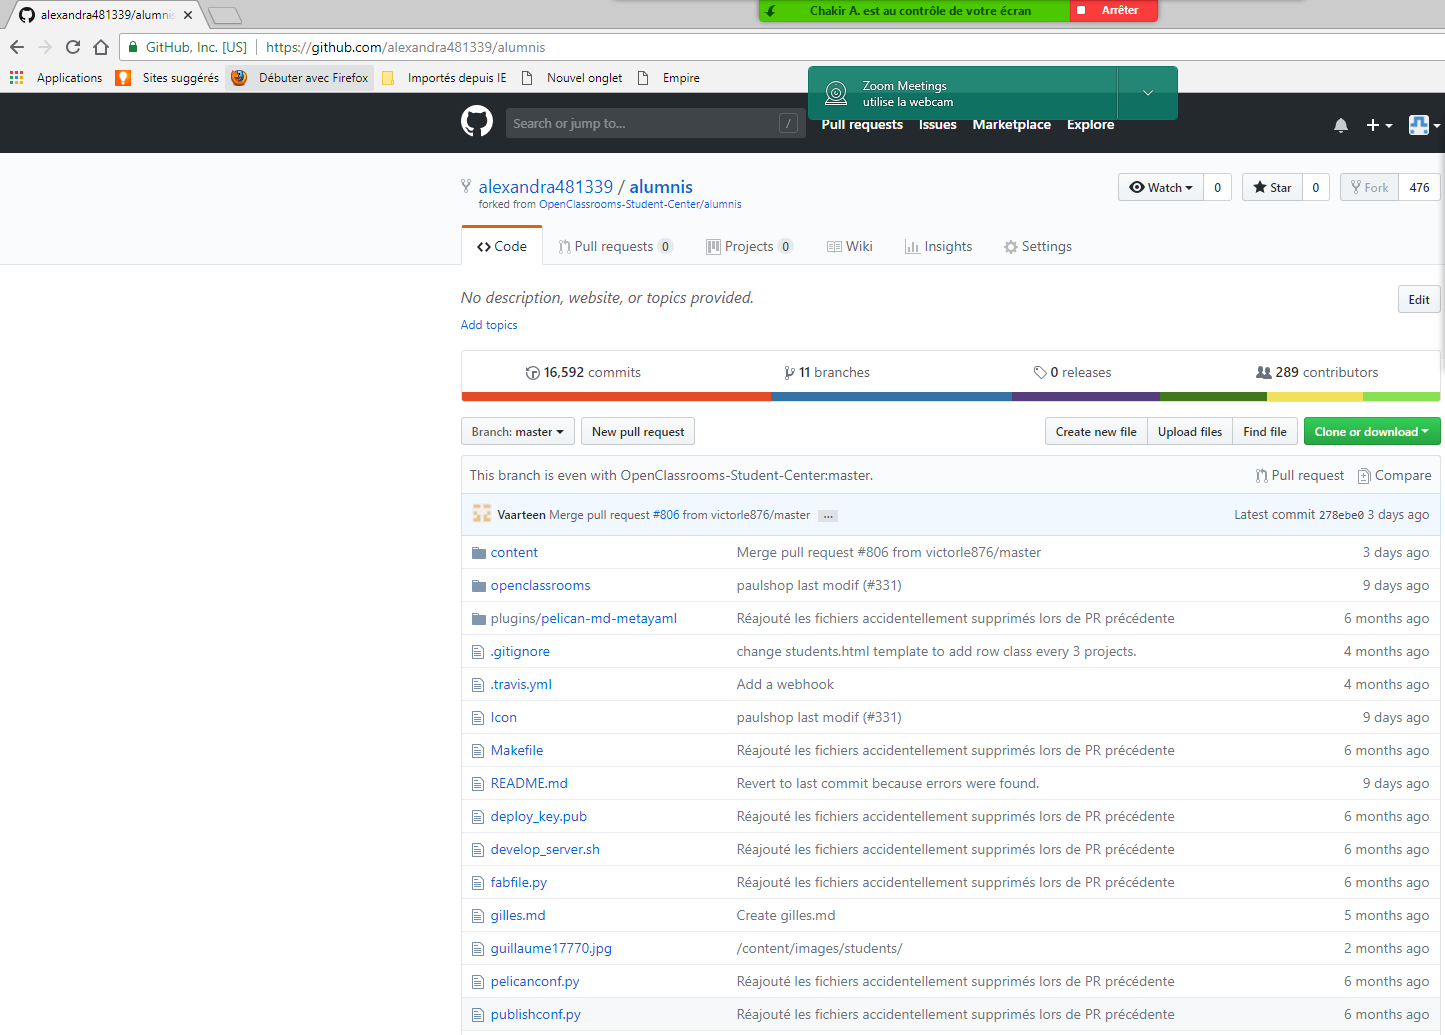 alexandra481339/alumnis
Chakir A. est au contrôle de votre écran
Arrêter
GitHub, Inc. [US] https://github.com/alexandra481339/alumnis
Applications Sites suggérés Débuter avec Firefox Importés depuis IE Nouvel onglet Empire
Zoom Meetings
utilise la webcam
Search or jump to... /
Pull requests Issues Marketplace Explore
alexandra481339 / alumnis
forked from OpenClassrooms-Student-Center/alumnis
Watch 0 Star 0 Fork 476
Code Pull requests 0 Projects 0 Wiki Insights Settings
No description, website, or topics provided.
Edit
Add topics
16,592 commits 11 branches 0 releases 289 contributors
Branch: master New pull request Create new file Upload files Find file Clone or download
This branch is even with OpenClassrooms-Student-Center:master. Pull request Compare
Vaarteen Merge pull request #806 from victorle876/master ... Latest commit 278ebe0 3 days ago
content Merge pull request #806 from victorle876/master 3 days ago
openclassrooms paulshop last modif (#331) 9 days ago
plugins/pelican-md-metayaml Réajouté les fichiers accidentellement supprimés lors de PR précédente 6 months ago
.gitignore change students.html template to add row class every 3 projects. 4 months ago
.travis.yml Add a webhook 4 months ago
Icon paulshop last modif (#331) 9 days ago
Makefile Réajouté les fichiers accidentellement supprimés lors de PR précédente 6 months ago
README.md Revert to last commit because errors were found. 9 days ago
deploy_key.pub Réajouté les fichiers accidentellement supprimés lors de PR précédente 6 months ago
develop_server.sh Réajouté les fichiers accidentellement supprimés lors de PR précédente 6 months ago
fabfile.py Réajouté les fichiers accidentellement supprimés lors de PR précédente 6 months ago
gilles.md Create gilles.md 5 months ago
guillaume17770.jpg /content/images/students/ 2 months ago
pelicanconf.py Réajouté les fichiers accidentellement supprimés lors de PR précédente 6 months ago
publishconf.py Réajouté les fichiers accidentellement supprimés lors de PR précédente 6 months ago